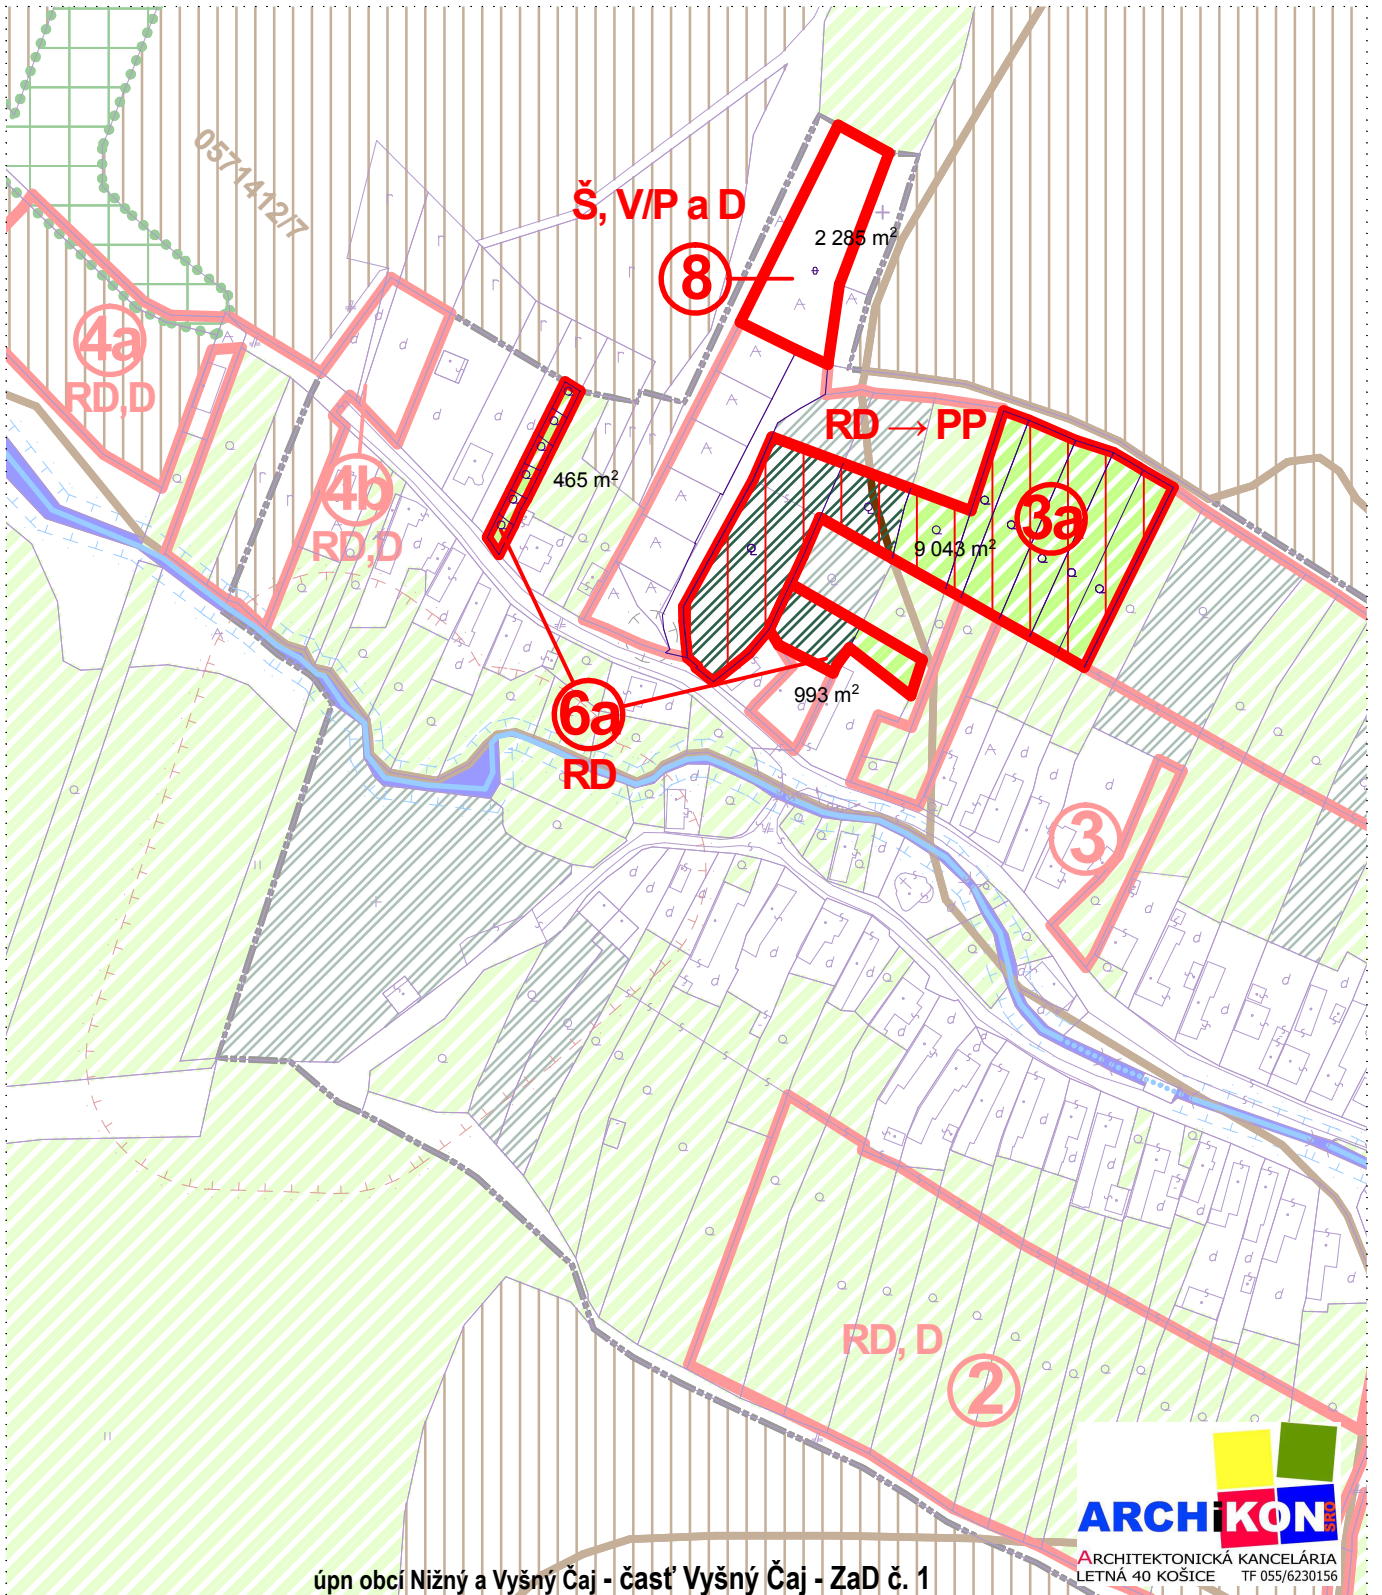 0571412/7
Š, V/P a D
2 285 m²
8
4a
RD,D
RD → PP
465 m²
4b
RD,D
3a
9 043 m²
993 m²
6a
RD
3
RD, D
2
ARCHiKON SRO
ARCHITEKTONICKÁ KANCELÁRIA
LETNÁ 40 KOŠICE TF 055/6230156
úpn obcí Nižný a Vyšný Čaj - časť Vyšný Čaj - ZaD č. 1